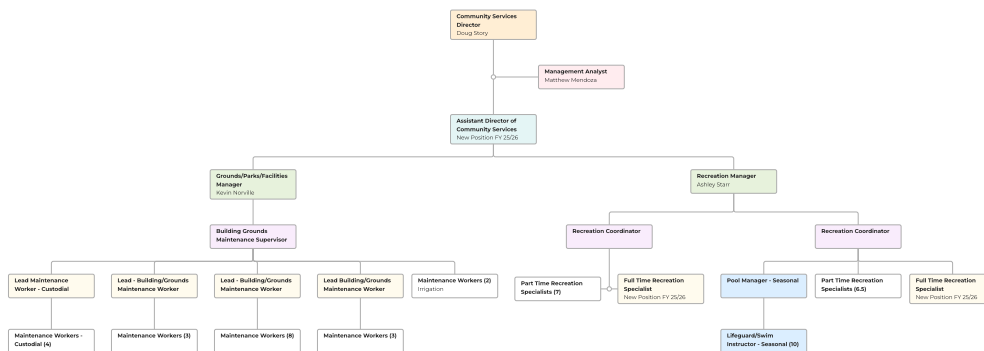 Community Services
Director
Doug Story
Management Analyst
Matthew Mendoza
Assistant Director of
Community Services
New Position FY 25/26
Grounds/Parks/Facilities
Manager
Kevin Norville
Recreation Manager
Ashley Starr
Building Grounds
Maintenance Supervisor
Recreation Coordinator
Recreation Coordinator
Lead Maintenance
Worker - Custodial
Lead - Building/Grounds
Maintenance Worker
Lead - Building/Grounds
Maintenance Worker
Lead Building/Grounds
Maintenance Worker
Maintenance Workers (2)
Irrigation
Part Time Recreation
Specialists (7)
Full Time Recreation
Specialist
New Position FY 25/26
Pool Manager - Seasonal
Part Time Recreation
Specialists (6.5)
Full Time Recreation
Specialist
New Position FY 25/26
Maintenance Workers -
Custodial (4)
Maintenance Workers (3)
Maintenance Workers (8)
Maintenance Workers (3)
Lifeguard/Swim
Instructor - Seasonal (10)